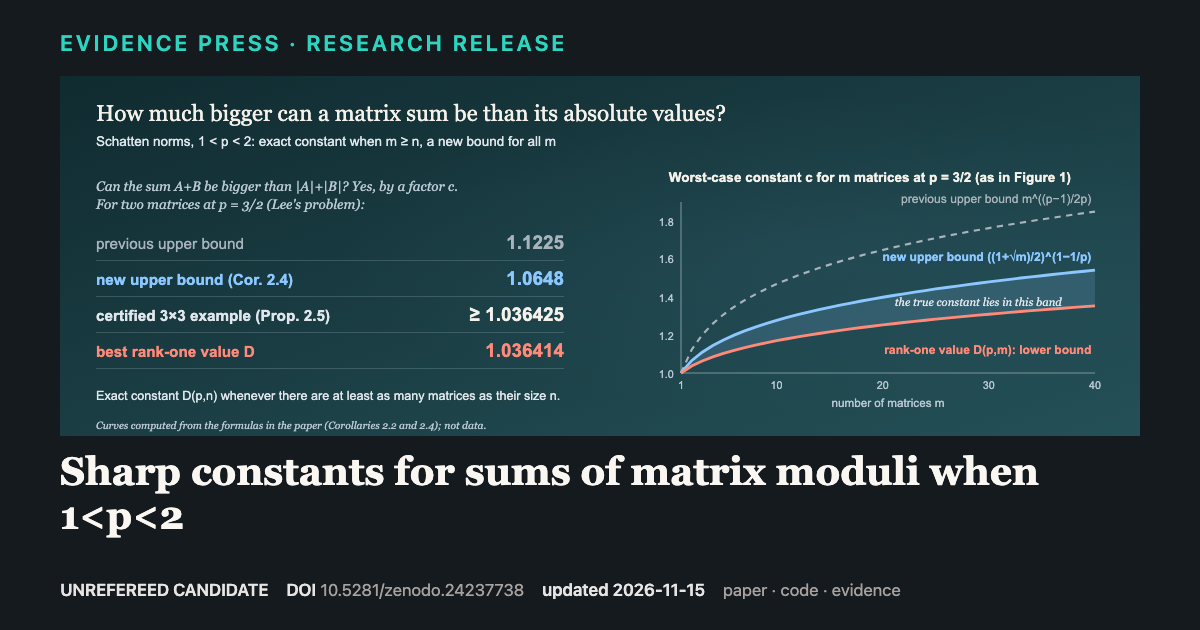 EVIDENCE PRESS · RESEARCH RELEASE
How much bigger can a matrix sum be than its absolute values?
Schatten norms, 1 < p < 2: exact constant when m ≥ n, a new bound for all m
Can the sum A+B be bigger than |A|+|B|? Yes, by a factor c.
For two matrices at p = 3/2 (Lee's problem):
previous upper bound 1.1225
new upper bound (Cor. 2.4) 1.0648
certified 3×3 example (Prop. 2.5) ≥ 1.036425
best rank-one value D 1.036414
Exact constant D(p,n) whenever there are at least as many matrices as their size n.
Curves computed from the formulas in the paper (Corollaries 2.2 and 2.4); not data.
Worst-case constant c for m matrices at p = 3/2 (as in Figure 1)
previous upper bound m^((p−1)/2p)
new upper bound ((1+√m)/2)^(1−1/p)
the true constant lies in this band
rank-one value D(p,m): lower bound
1.8
1.6
1.4
1.2
1.0
1 10 20 30 40
number of matrices m
Sharp constants for sums of matrix moduli when
1<p<2
UNREFEREED CANDIDATE DOI 10.5281/zenodo.24237738 updated 2026-11-15 paper · code · evidence